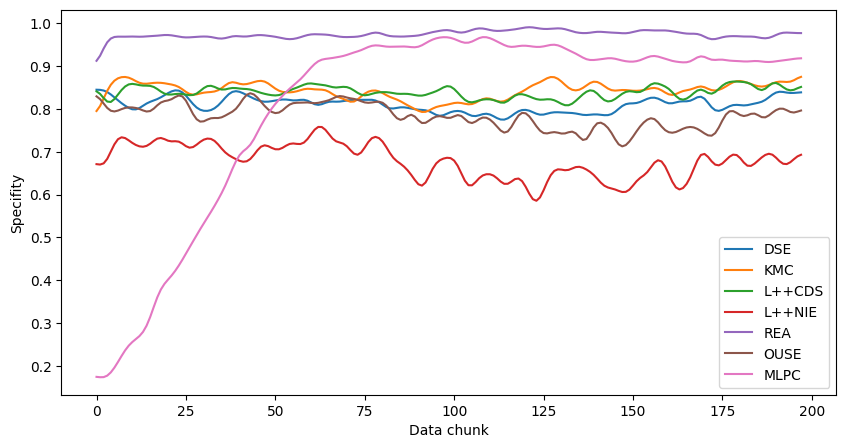 1.0
0.9
0.8
0.7
0.6
0.5
0.4
0.3
0.2
Specifity
0
25
50
75
100
125
150
175
200
Data chunk
DSE
KMC
L++CDS
L++NIE
REA
OUSE
MLPC